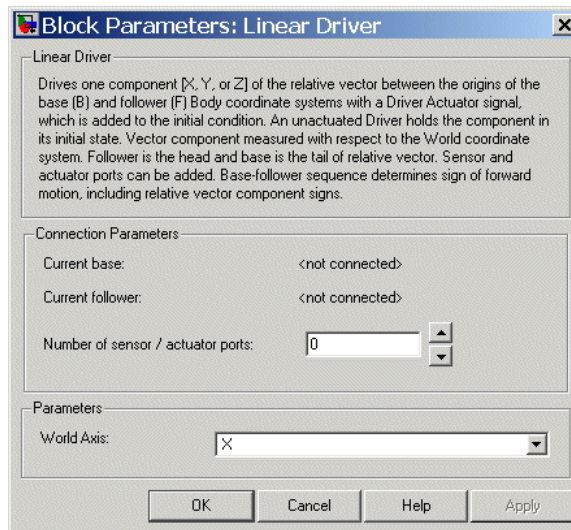 Block Parameters: Linear Driver
Linear Driver
Drives one component [X, Y, or Z] of the relative vector between the origins of the
base (B) and follower (F) Body coordinate systems with a Driver Actuator signal,
which is added to the initial condition. An unactuated Driver holds the component in
its initial state. Vector component measured with respect to the World coordinate
system. Follower is the head and base is the tail of relative vector. Sensor and
actuator ports can be added. Base-follower sequence determines sign of forward
motion, including relative vector component signs.
Connection Parameters
Current base: <not connected>
Current follower: <not connected>
Number of sensor / actuator ports: 0
Parameters
World Axis: X
OK Cancel Help Apply